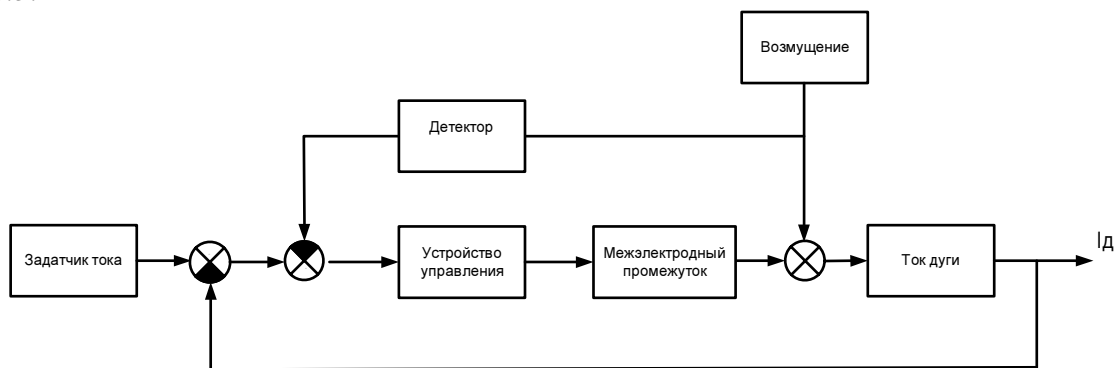 Возмущение
Детектор
Задатчик тока
Устройство
управления
Межэлектродный
промежуток
Ток дуги
Iд